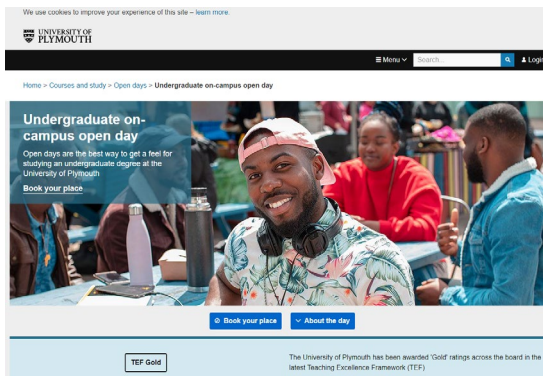 We use cookies to improve your experience of this site – learn more.
UNIVERSITY OF
PLYMOUTH
Menu
Search...
Login
Home > Courses and study > Open days > Undergraduate on-campus open day
Undergraduate on-
campus open day
Open days are the best way to get a feel for
studying an undergraduate degree at the
University of Plymouth
Book your place
Book your place
About the day
TEF Gold
The University of Plymouth has been awarded 'Gold' ratings across the board in the
latest Teaching Excellence Framework (TEF)